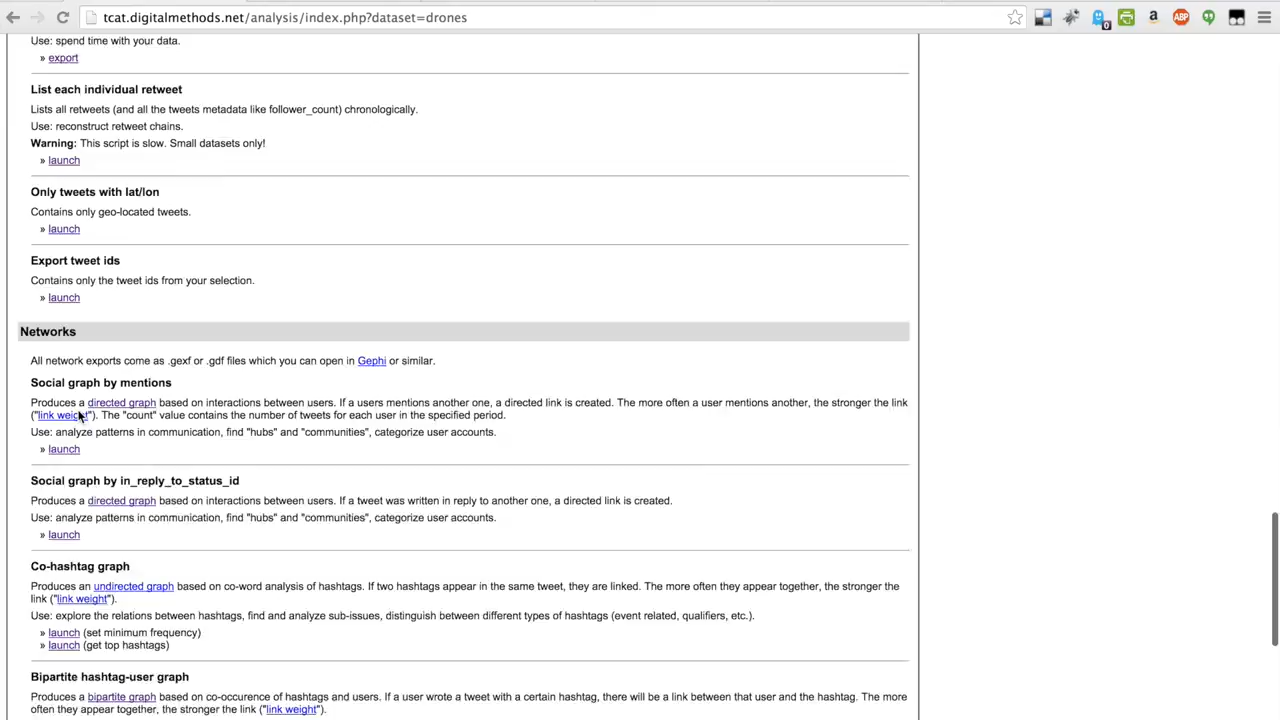 tcat.digitalmethods.net/analysis/index.php?dataset=drones
0
Use: spend time with your data.
» export
List each individual retweet
Lists all retweets (and all the tweets metadata like follower_count) chronologically.
Use: reconstruct retweet chains.
Warning: This script is slow. Small datasets only!
» launch
Only tweets with lat/lon
Contains only geo-located tweets.
» launch
Export tweet ids
Contains only the tweet ids from your selection.
» launch
Networks
All network exports come as .gexf or .gdf files which you can open in Gephi or similar.
Social graph by mentions
Produces a directed graph based on interactions between users. If a users mentions another one, a directed link is created. The more often a user mentions another, the stronger the link
("link weight"). The "count" value contains the number of tweets for each user in the specified period.
Use: analyze patterns in communication, find "hubs" and "communities", categorize user accounts.
» launch
Social graph by in_reply_to_status_id
Produces a directed graph based on interactions between users. If a tweet was written in reply to another one, a directed link is created.
Use: analyze patterns in communication, find "hubs" and "communities", categorize user accounts.
» launch
Co-hashtag graph
Produces an undirected graph based on co-word analysis of hashtags. If two hashtags appear in the same tweet, they are linked. The more often they appear together, the stronger the
link ("link weight").
Use: explore the relations between hashtags, find and analyze sub-issues, distinguish between different types of hashtags (event related, qualifiers, etc.).
» launch (set minimum frequency)
» launch (get top hashtags)
Bipartite hashtag-user graph
Produces a bipartite graph based on co-occurence of hashtags and users. If a user wrote a tweet with a certain hashtag, there will be a link between that user and the hashtag. The more
often they appear together, the stronger the link ("link weight").